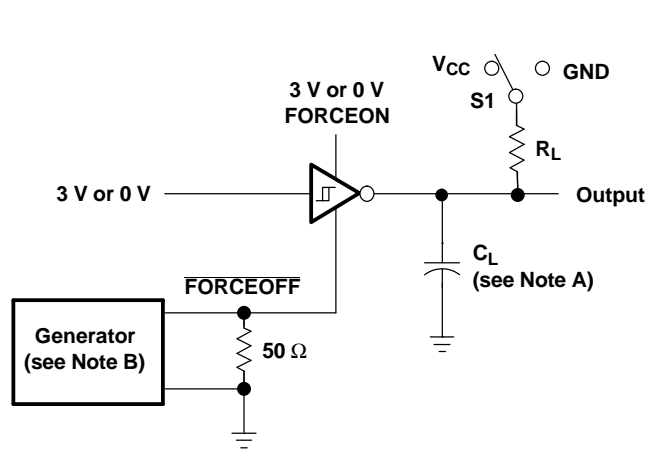 VCC
GND
S1
3 V or 0 V
FORCEON
RL
3 V or 0 V
Output
CL
(see Note A)
FORCEOFF
Generator
(see Note B)
50 Ω